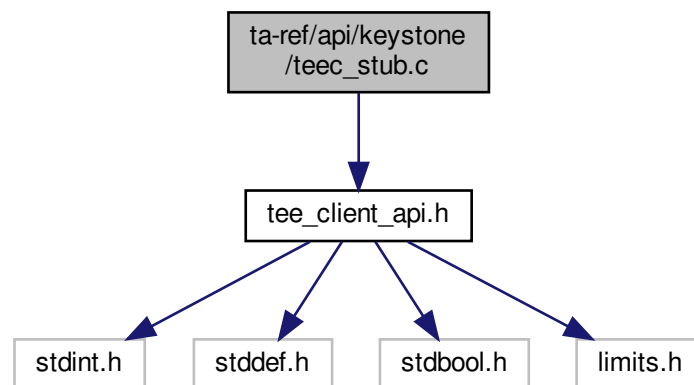 ta-ref/api/keystone
/teec_stub.c
tee_client_api.h
stdint.h
stddef.h
stdbool.h
limits.h